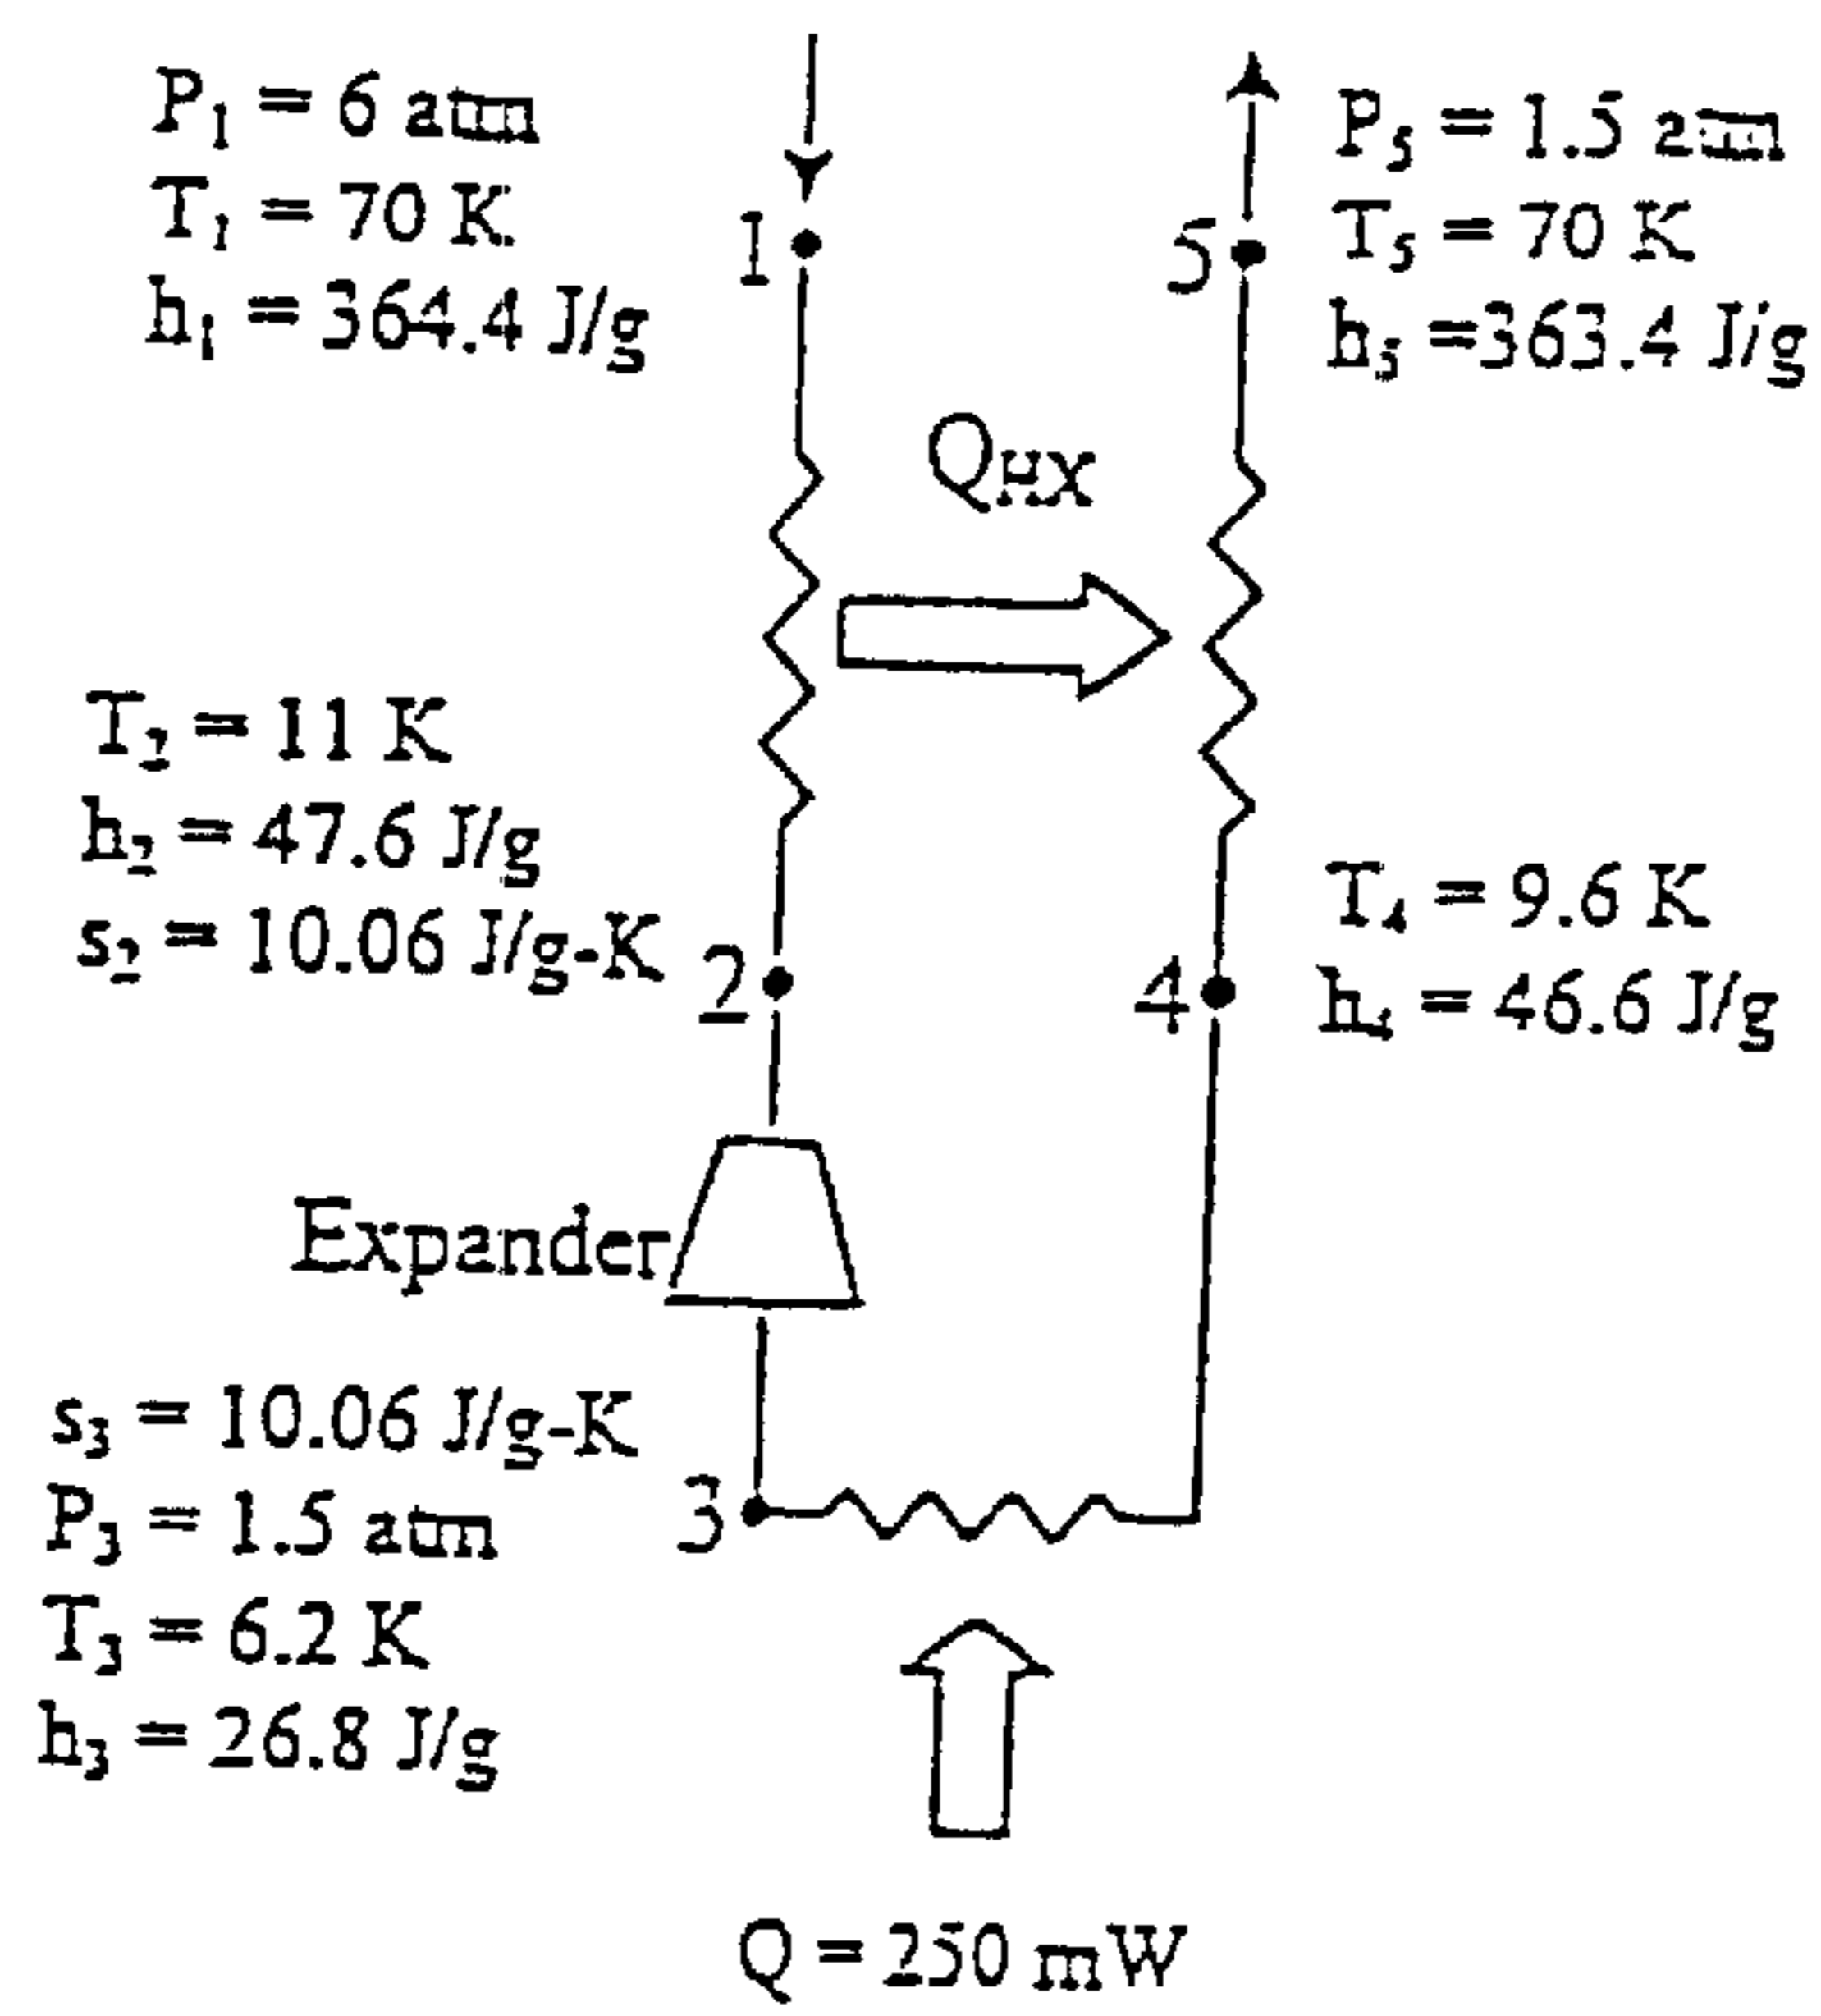 P₁ = 6 atm
T₁ = 70 K
h₁ = 364.4 J/g
1
P₅ = 1.5 atm
T₅ = 70 K
h₅ =363.4 J/g
5
Q_HX
T₂ = 11 K
h₂ = 47.6 J/g
s₂ = 10.06 J/g-K
2
T₄ = 9.6 K
h₄ = 46.6 J/g
4
Expander
s₃ = 10.06 J/g-K
P₃ = 1.5 atm
T₃ = 6.2 K
h₃ = 26.8 J/g
3
Q = 250 mW